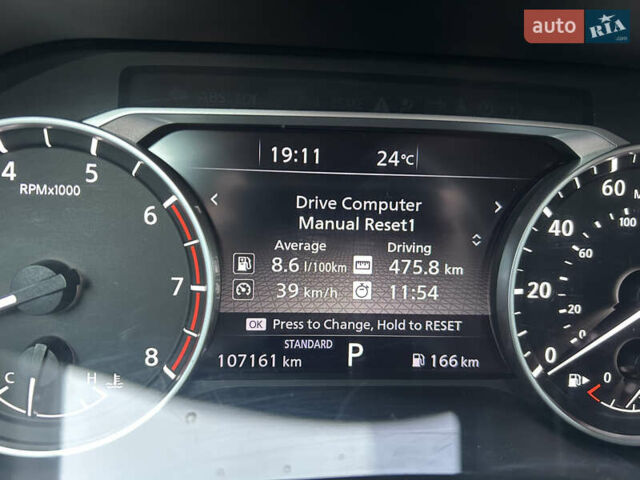 auto RIA.com
19:11 24°C
Drive Computer
Manual Reset1
Average Driving
8.6 l/100km 475.8 km
39 km/h 11:54
OK Press to Change, Hold to RESET
STANDARD
107161 km P 166 km
4 5 6 7 8
RPMx1000
C H
0 20 40 60
0 20 60 100
0